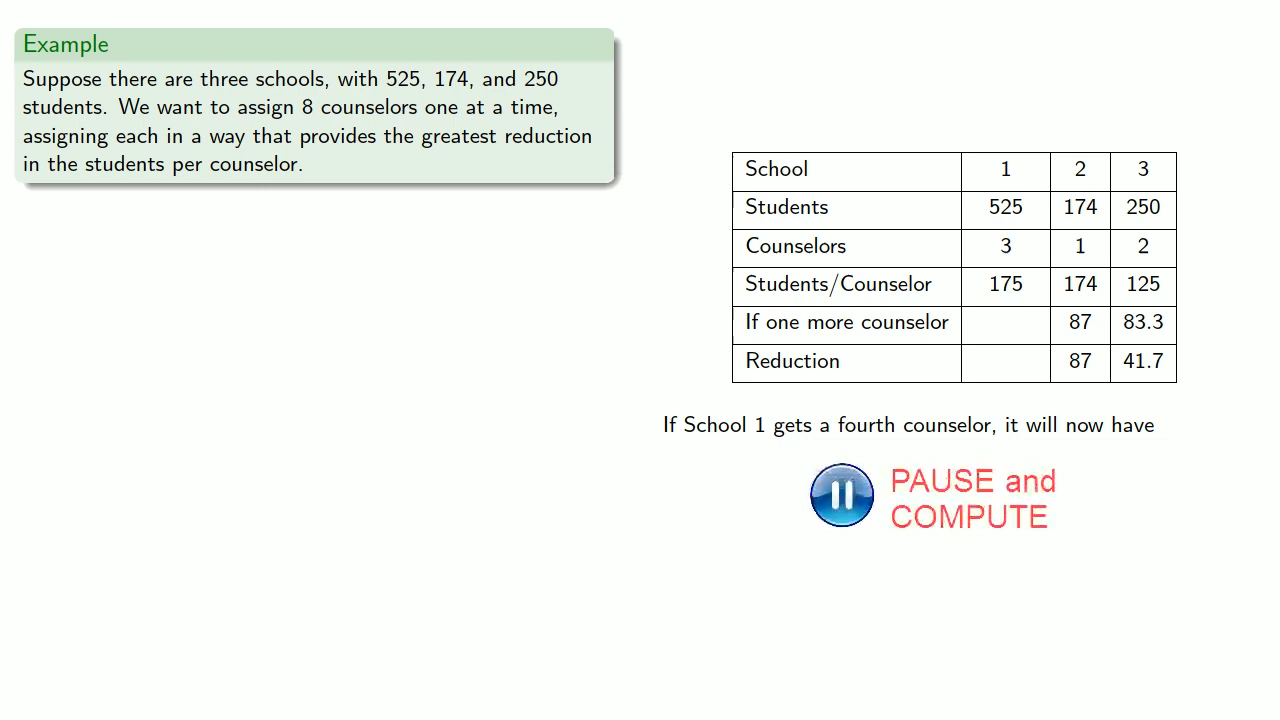 Example
Suppose there are three schools, with 525, 174, and 250
students. We want to assign 8 counselors one at a time,
assigning each in a way that provides the greatest reduction
in the students per counselor.
School 1 2 3
Students 525 174 250
Counselors 3 1 2
Students/Counselor 175 174 125
If one more counselor 87 83.3
Reduction 87 41.7
If School 1 gets a fourth counselor, it will now have
PAUSE and
COMPUTE